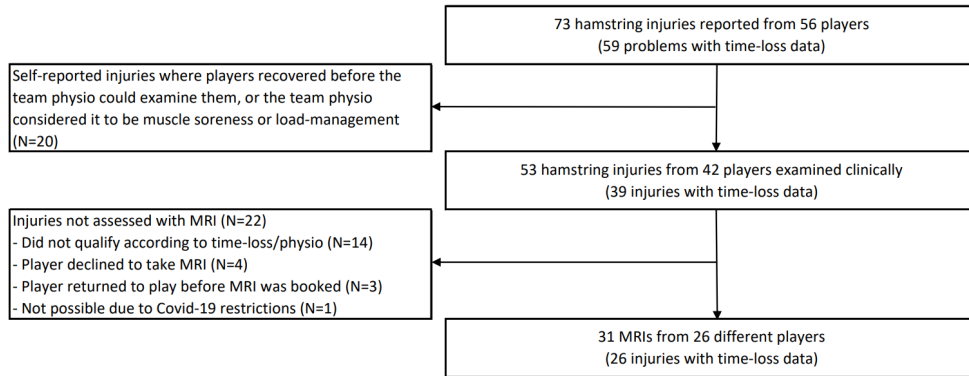 73 hamstring injuries reported from 56 players
(59 problems with time-loss data)
Self-reported injuries where players recovered before the
team physio could examine them, or the team physio
considered it to be muscle soreness or load-management
(N=20)
53 hamstring injuries from 42 players examined clinically
(39 injuries with time-loss data)
Injuries not assessed with MRI (N=22)
- Did not qualify according to time-loss/physio (N=14)
- Player declined to take MRI (N=4)
- Player returned to play before MRI was booked (N=3)
- Not possible due to Covid-19 restrictions (N=1)
31 MRIs from 26 different players
(26 injuries with time-loss data)